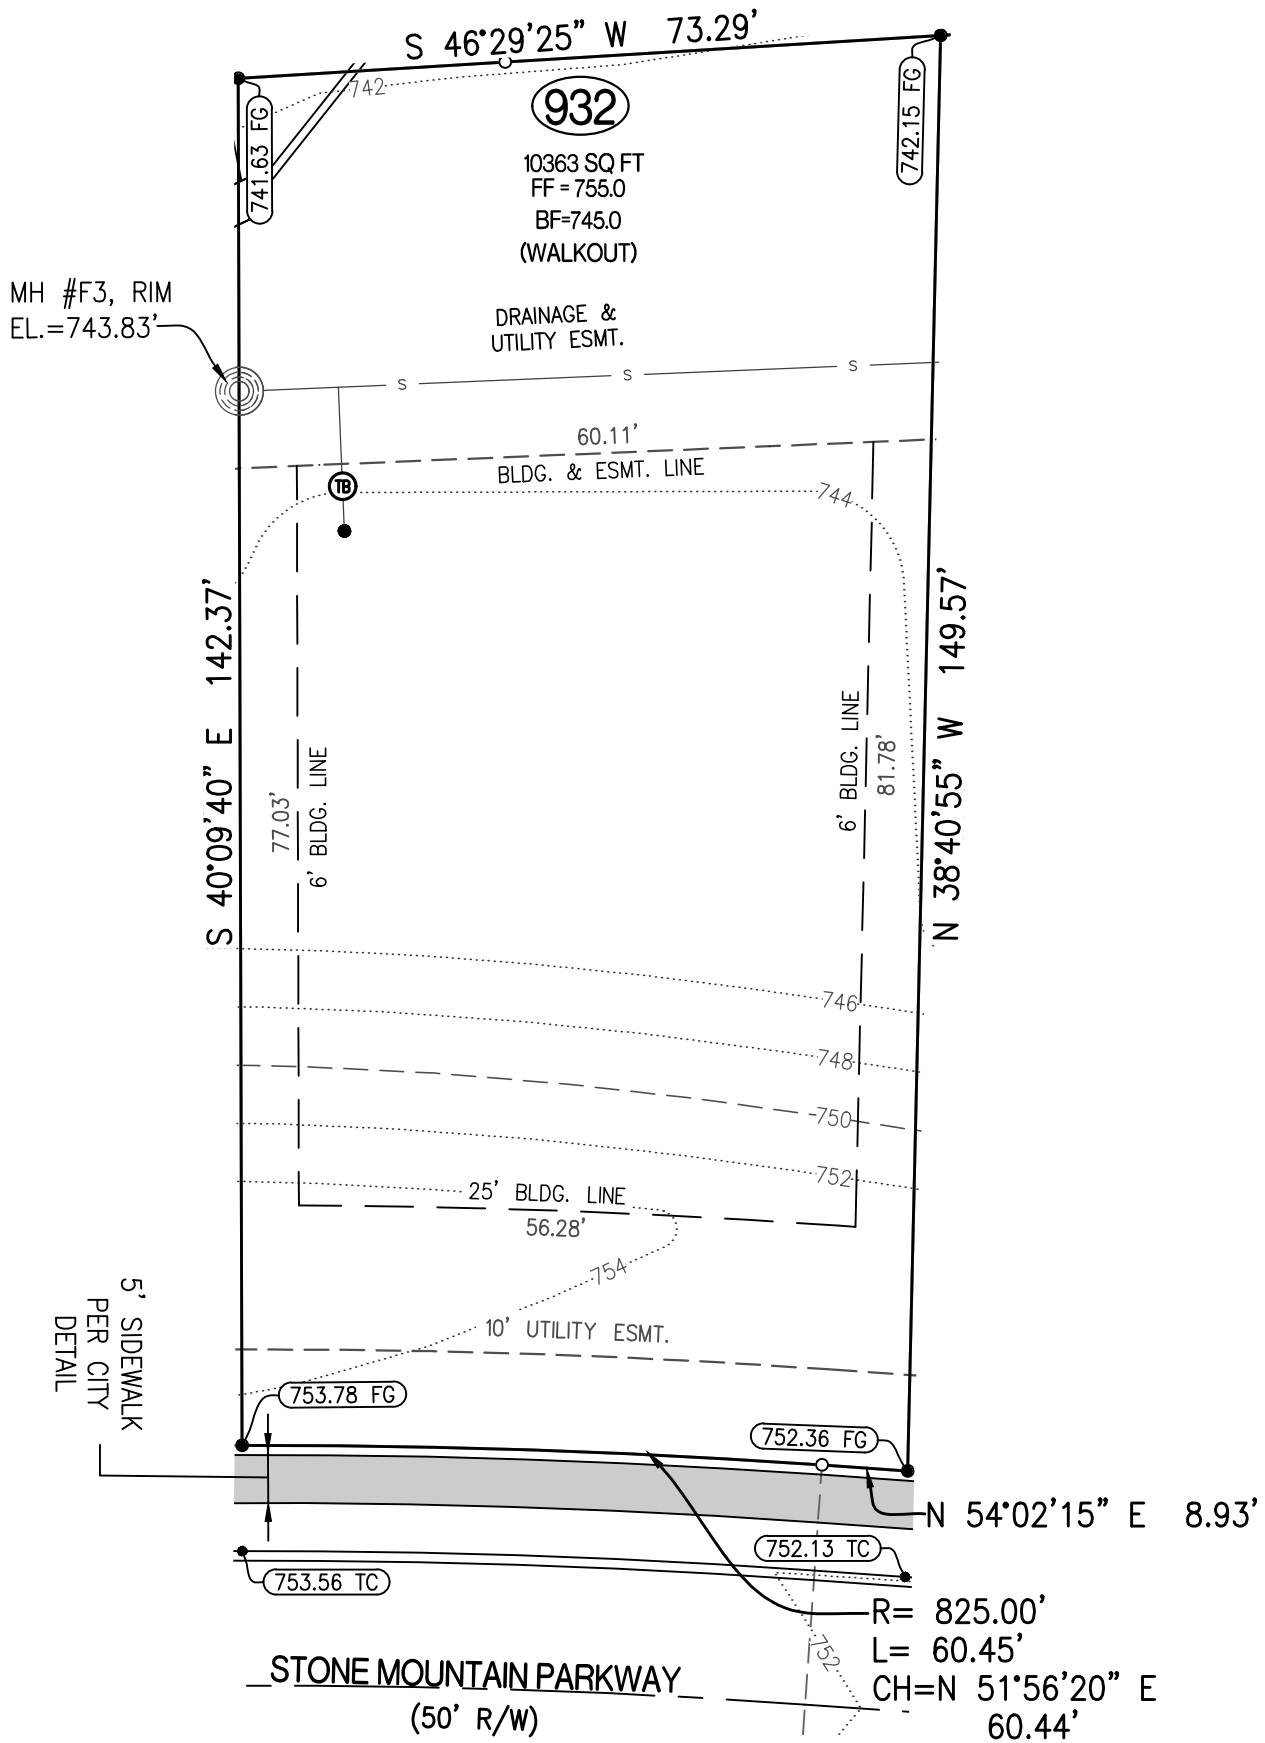 S 46°29'25" W 73.29'
742
741.63 FG
742.15 FG
932
10363 SQ FT
FF = 755.0
BF=745.0
(WALKOUT)
MH #F3, RIM
EL.=743.83'
DRAINAGE &
UTILITY ESMT.
S S S
60.11'
BLDG. & ESMT. LINE
TB
744
S 40°09'40" E 142.37'
77.03'
6' BLDG. LINE
6' BLDG. LINE
81.78'
N 38°40'55" W 149.57'
746
748
750
752
25' BLDG. LINE
56.28'
754
10' UTILITY ESMT.
5' SIDEWALK
PER CITY
DETAIL
753.78 FG
752.36 FG
N 54°02'15" E 8.93'
752.13 TC
753.56 TC
R= 825.00'
L= 60.45'
CH=N 51°56'20" E
60.44'
752
STONE MOUNTAIN PARKWAY
(50' R/W)